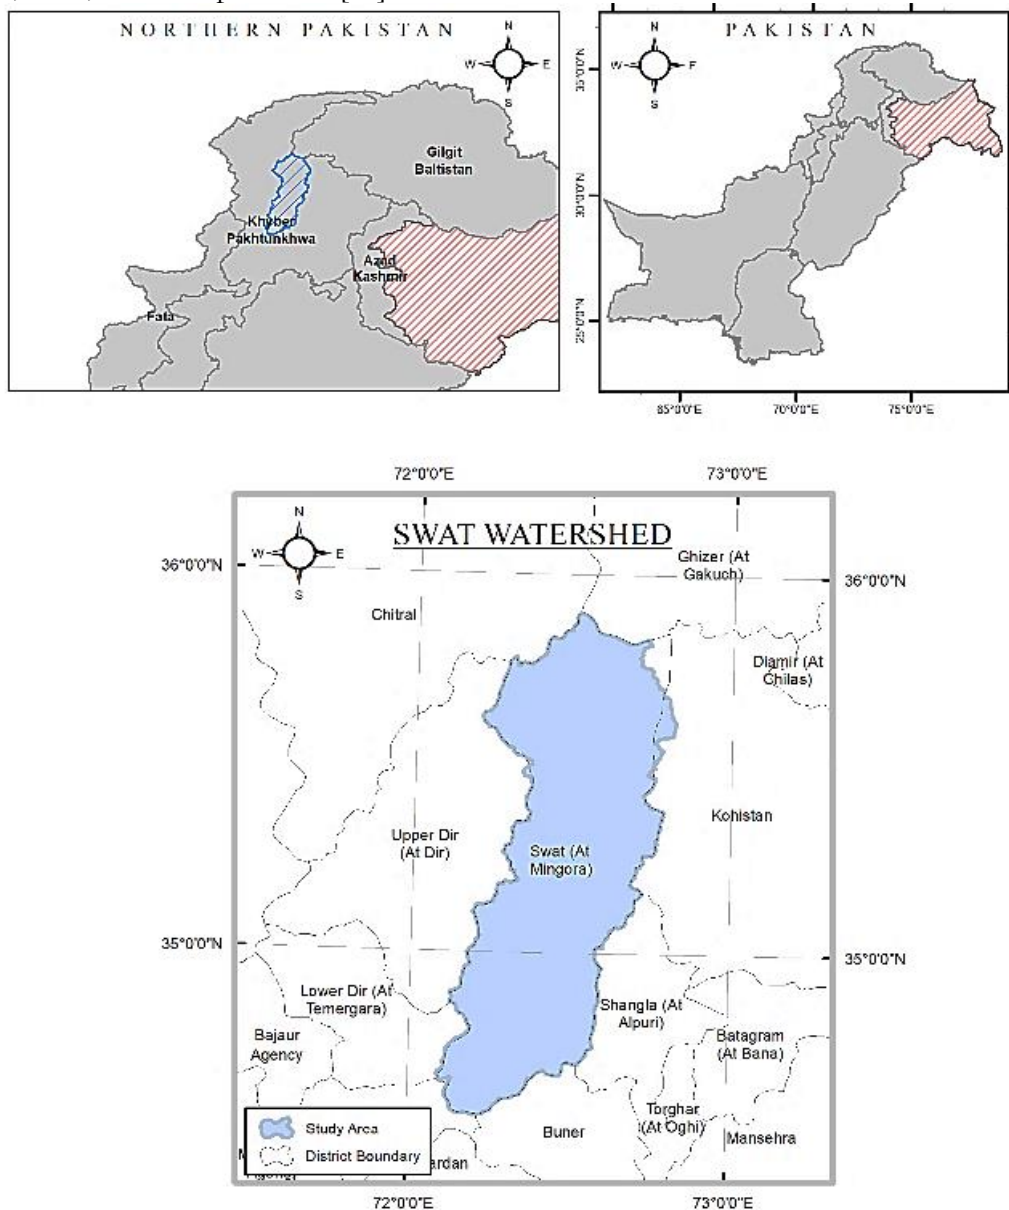 NORTHERN PAKISTAN
N
W E
S
Gilgit
Baltistan
Khyber
Pakhtunkhwa
Azad
Kashmir
Fata
PAKISTAN
N
W E
S
35°0'0"N
30°0'0"N
25°0'0"N
65°0'0"E 70°0'0"E 75°0'0"E
72°0'0"E 73°0'0"E
SWAT WATERSHED
N
W E
S
36°0'0"N 36°0'0"N
Ghizer (At
Gakuch)
Chitral
Diamir (At
Chilas)
Kohistan
Upper Dir
(At Dir)
Swat (At
Mingora)
35°0'0"N 35°0'0"N
Lower Dir (At
Temergara)
Shangla (At
Alpuri)
Bajaur
Agency
Batagram
(At Bana)
Torghar
(At Oghi)
Buner
Mansehra
Study Area
District Boundary
ardan
72°0'0"E 73°0'0"E